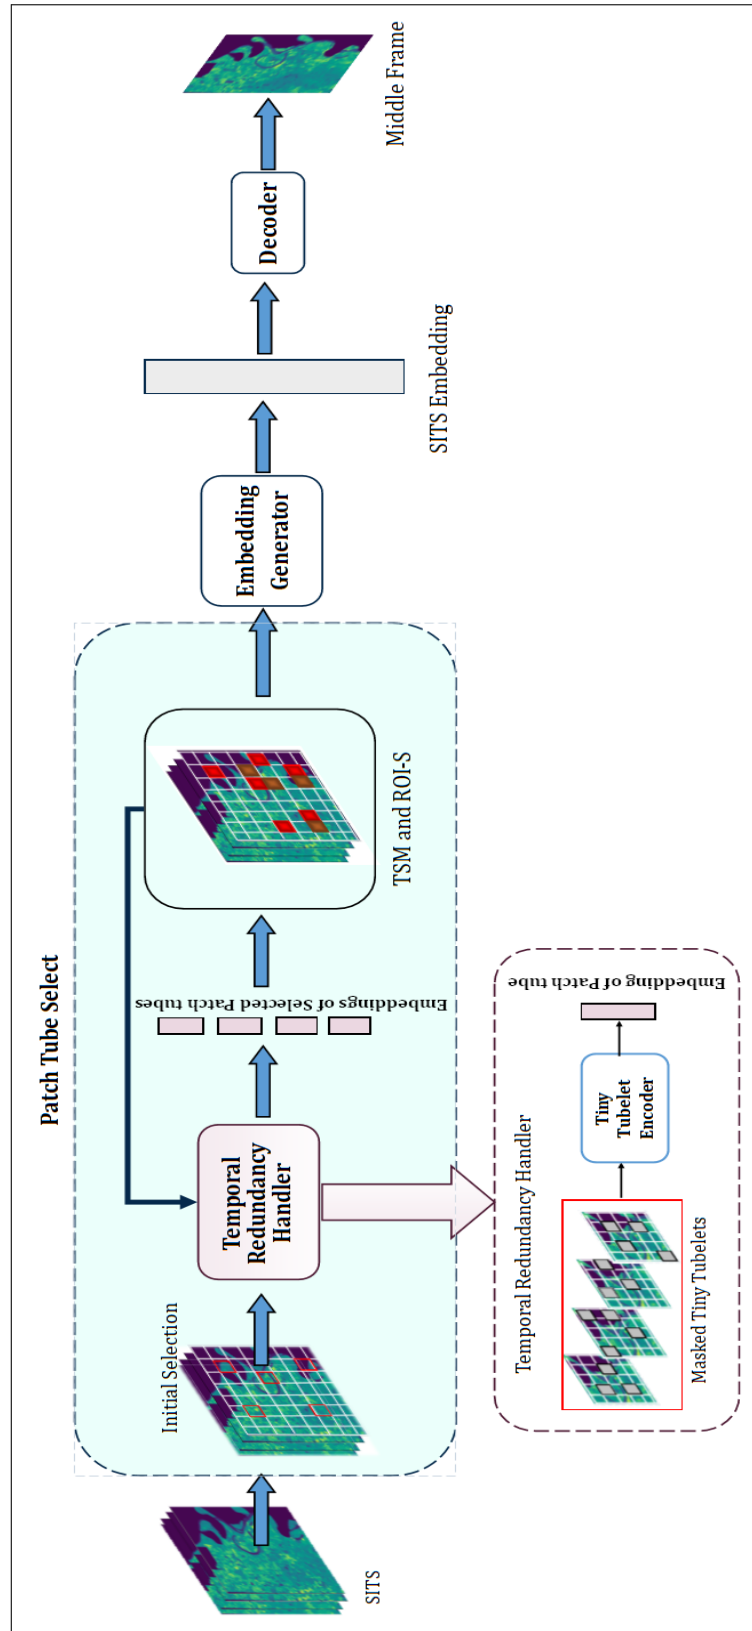 SITS
Patch Tube Select
Initial Selection
Temporal
Redundancy
Handler
Embeddings of Selected Patch tubes
TSM and ROI-S
Embedding
Generator
SITS Embedding
Decoder
Middle Frame
Temporal Redundancy Handler
Masked Tiny Tubelets
Tiny
Tubelet
Encoder
Embedding of Patch tube